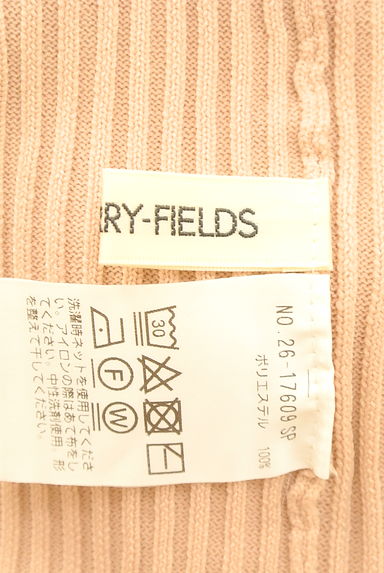 RY-FIELDS
NO. 26-17609 SP
ポリエステル 100%
30
F
W
洗濯時ネットを使用してくださ
い。アイロンの際はあて布をし
てください。中性洗剤使用 形
を整えて干してください。